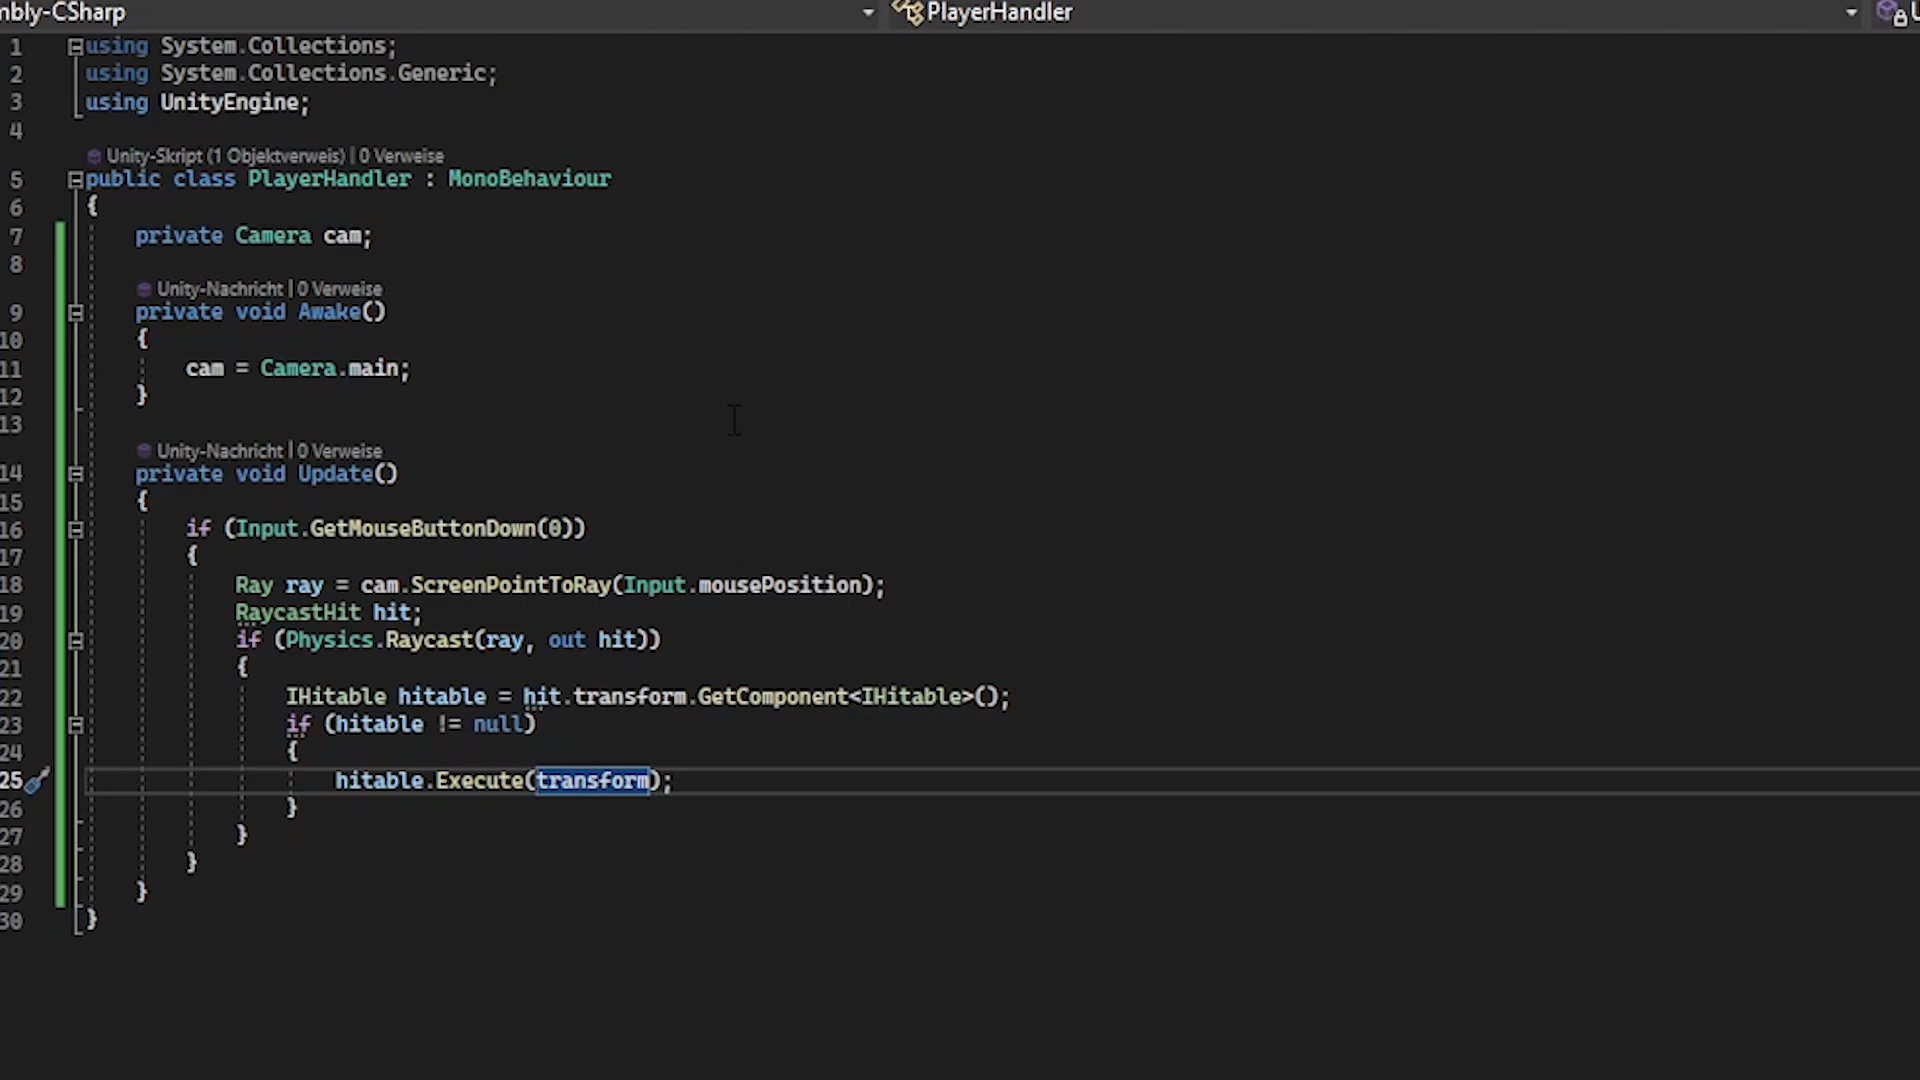 mbly-CSharp PlayerHandler
1 using System.Collections;
2 using System.Collections.Generic;
3 using UnityEngine;
4
Unity-Skript (1 Objektverweis) | 0 Verweise
5 public class PlayerHandler : MonoBehaviour
6 {
7 private Camera cam;
8
Unity-Nachricht | 0 Verweise
9 private void Awake()
10 {
11 cam = Camera.main;
12 }
13
Unity-Nachricht | 0 Verweise
14 private void Update()
15 {
16 if (Input.GetMouseButtonDown(0))
17 {
18 Ray ray = cam.ScreenPointToRay(Input.mousePosition);
19 RaycastHit hit;
20 if (Physics.Raycast(ray, out hit))
21 {
22 IHitable hitable = hit.transform.GetComponent<IHitable>();
23 if (hitable != null)
24 {
25 hitable.Execute(transform);
26 }
27 }
28 }
29 }
30 }